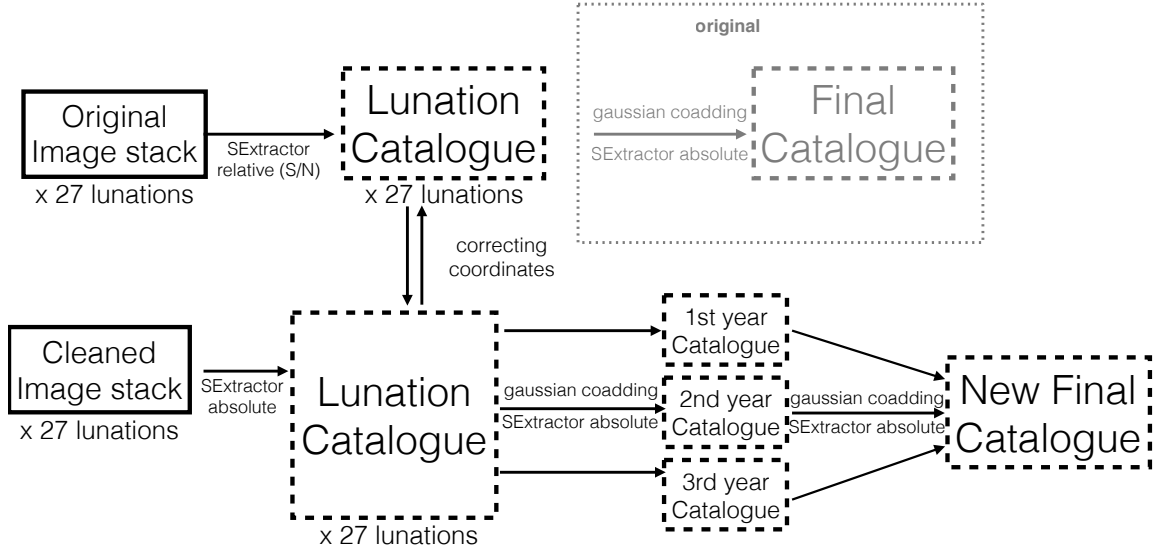 original
Original
Image stack
x 27 lunations
SExtractor
relative (S/N)
Lunation
Catalogue
x 27 lunations
gaussian coadding
SExtractor absolute
Final
Catalogue
correcting
coordinates
Cleaned
Image stack
x 27 lunations
SExtractor
absolute
Lunation
Catalogue
x 27 lunations
gaussian coadding
SExtractor absolute
1st year
Catalogue
2nd year
Catalogue
3rd year
Catalogue
gaussian coadding
SExtractor absolute
New Final
Catalogue